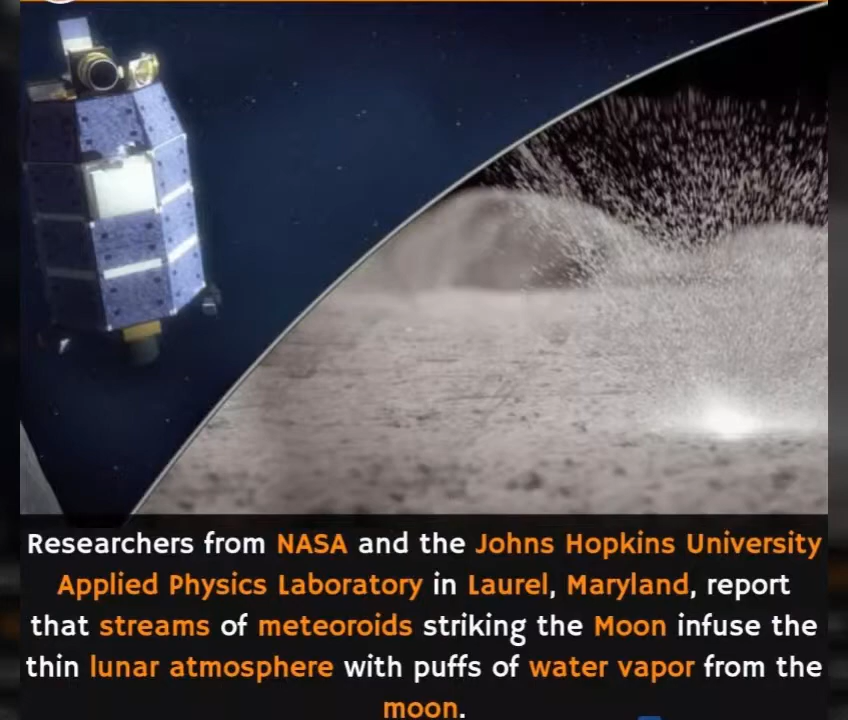 Researchers from NASA and the Johns Hopkins University
Applied Physics Laboratory in Laurel, Maryland, report
that streams of meteoroids striking the Moon infuse the
thin lunar atmosphere with puffs of water vapor from the
moon.